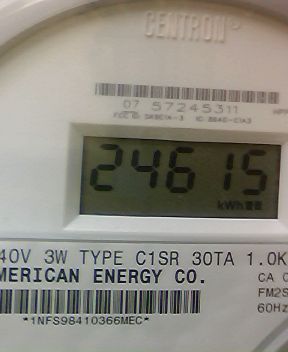 CENTRON®
07 57245311
24615
kWh
40V 3W TYPE C1SR 30TA 1.0K
MERICAN ENERGY CO.
CA
FM2S
60Hz
*1NFS98410366MEC*